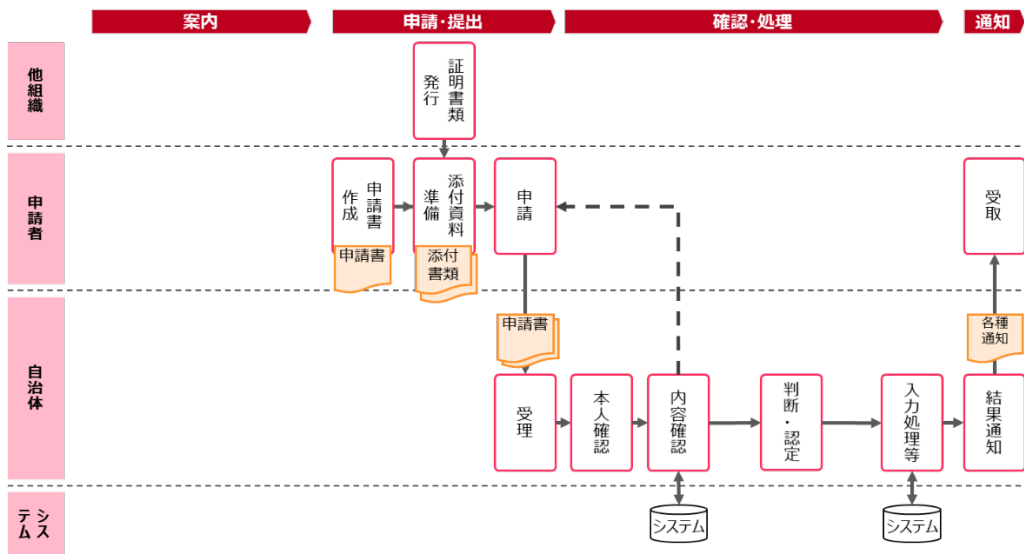 案内
申請・提出
確認・処理
通知
他組織
証明書類
発行
申請者
申請書
作成
添付資料
準備
申請
受取
申請書
添付
書類
自治体
申請書
各種
通知
受理
本人確認
内容確認
判断・認定
入力処理等
結果通知
シス
テム
システム
システム